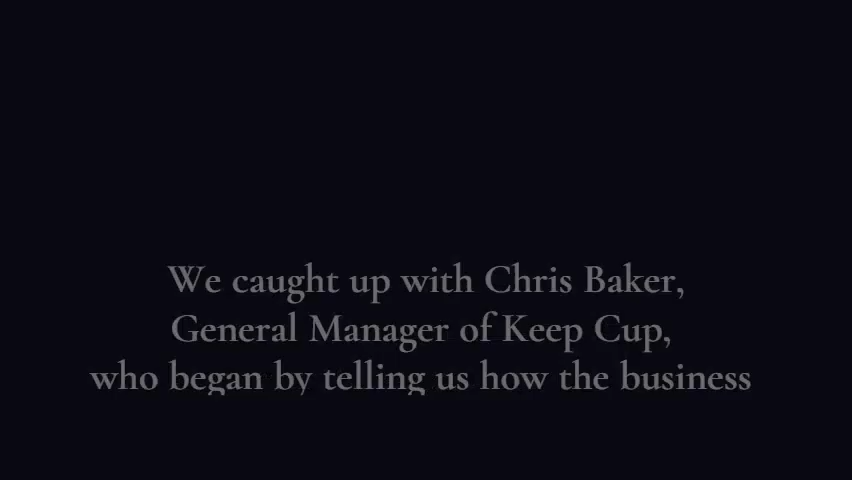 We caught up with Chris Baker,
General Manager of Keep Cup,
who began by telling us how the business